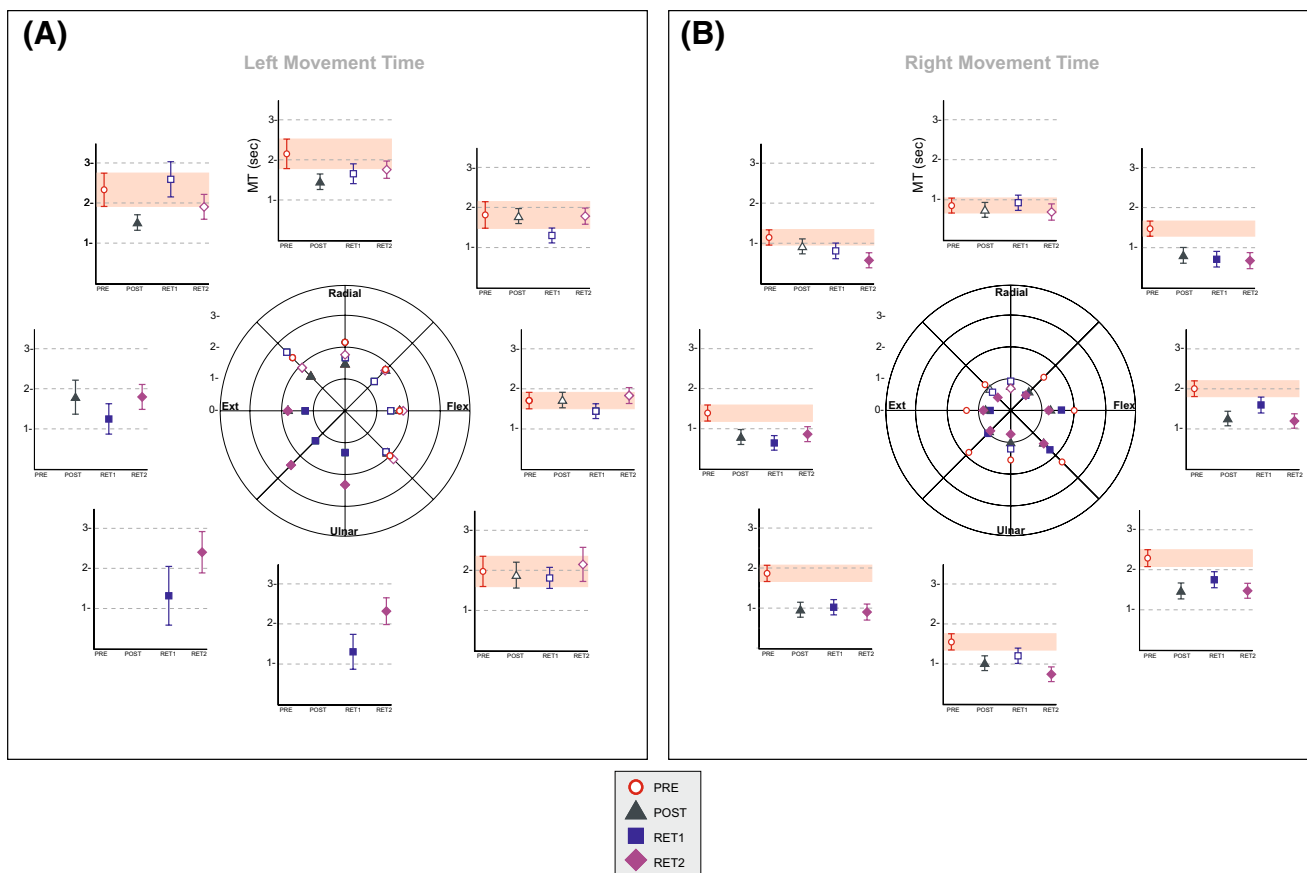 (A)
Left Movement Time
3-
2-
1-
MT (sec)
PRE POST RET1 RET2
3-
2-
1-
PRE POST RET1 RET2
3-
2-
1-
PRE POST RET1 RET2
3-
2-
1-
PRE POST RET1 RET2
3-
2-
1-
0-
Radial
Ext
Flex
Ulnar
3-
2-
1-
PRE POST RET1 RET2
3-
2-
1-
PRE POST RET1 RET2
3-
2-
1-
PRE POST RET1 RET2
3-
2-
1-
PRE POST RET1 RET2
(B)
Right Movement Time
3-
2-
1-
MT (sec)
PRE POST RET1 RET2
3-
2-
1-
PRE POST RET1 RET2
3-
2-
1-
PRE POST RET1 RET2
3-
2-
1-
PRE POST RET1 RET2
3-
2-
1-
0-
Radial
Ext
Flex
Ulnar
3-
2-
1-
PRE POST RET1 RET2
3-
2-
1-
PRE POST RET1 RET2
3-
2-
1-
PRE POST RET1 RET2
3-
2-
1-
PRE POST RET1 RET2
PRE
POST
RET1
RET2